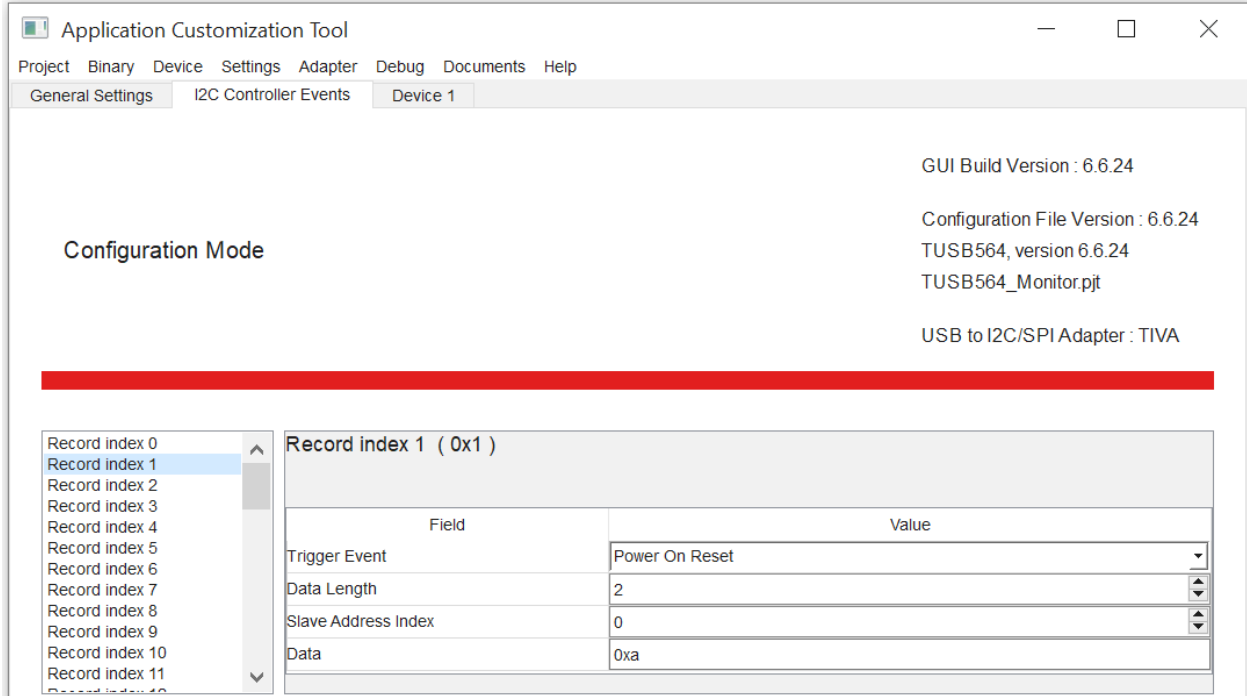 Application Customization Tool
Project Binary Device Settings Adapter Debug Documents Help
General Settings I2C Controller Events Device 1
GUI Build Version : 6.6.24
Configuration File Version : 6.6.24
Configuration Mode
TUSB564, version 6.6.24
TUSB564_Monitor.pjt
USB to I2C/SPI Adapter : TIVA
Record index 0
Record index 1
Record index 2
Record index 3
Record index 4
Record index 5
Record index 6
Record index 7
Record index 8
Record index 9
Record index 10
Record index 11
Record index 1 ( 0x1 )
Field Value
Trigger Event Power On Reset
Data Length 2
Slave Address Index 0
Data 0xa